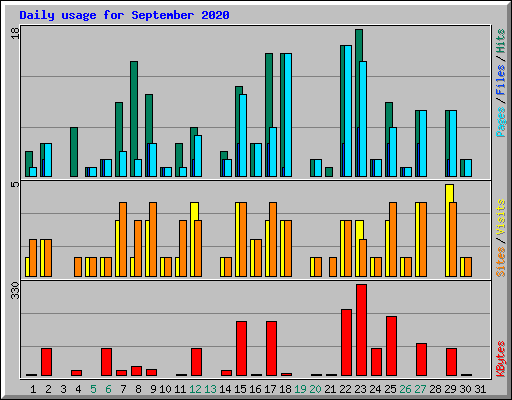 Daily usage for September 2020
18
Pages / Files / Hits
5
Sites / Visits
330
KBytes
1 2 3 4 5 6 7 8 9 10 11 12 13 14 15 16 17 18 19 20 21 22 23 24 25 26 27 28 29 30 31